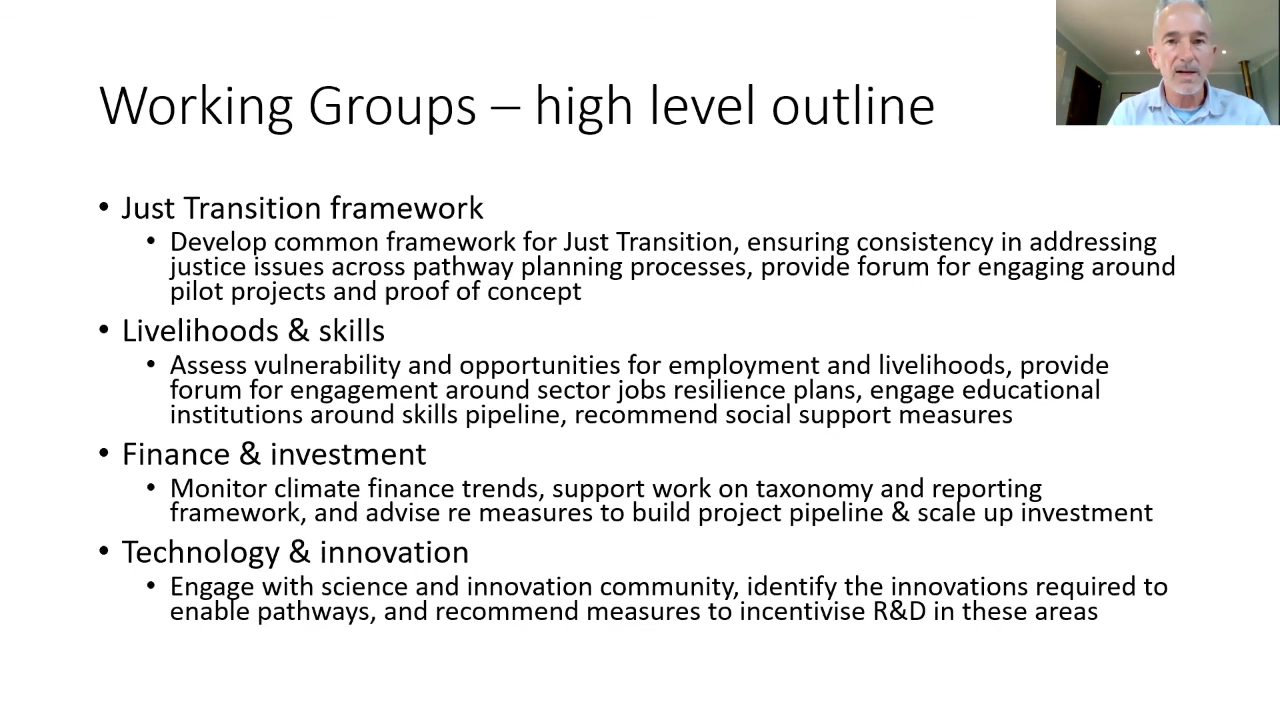 Working Groups – high level outline
• Just Transition framework
• Develop common framework for Just Transition, ensuring consistency in addressing
justice issues across pathway planning processes, provide forum for engaging around
pilot projects and proof of concept
• Livelihoods & skills
• Assess vulnerability and opportunities for employment and livelihoods, provide
forum for engagement around sector jobs resilience plans, engage educational
institutions around skills pipeline, recommend social support measures
• Finance & investment
• Monitor climate finance trends, support work on taxonomy and reporting
framework, and advise re measures to build project pipeline & scale up investment
• Technology & innovation
• Engage with science and innovation community, identify the innovations required to
enable pathways, and recommend measures to incentivise R&D in these areas